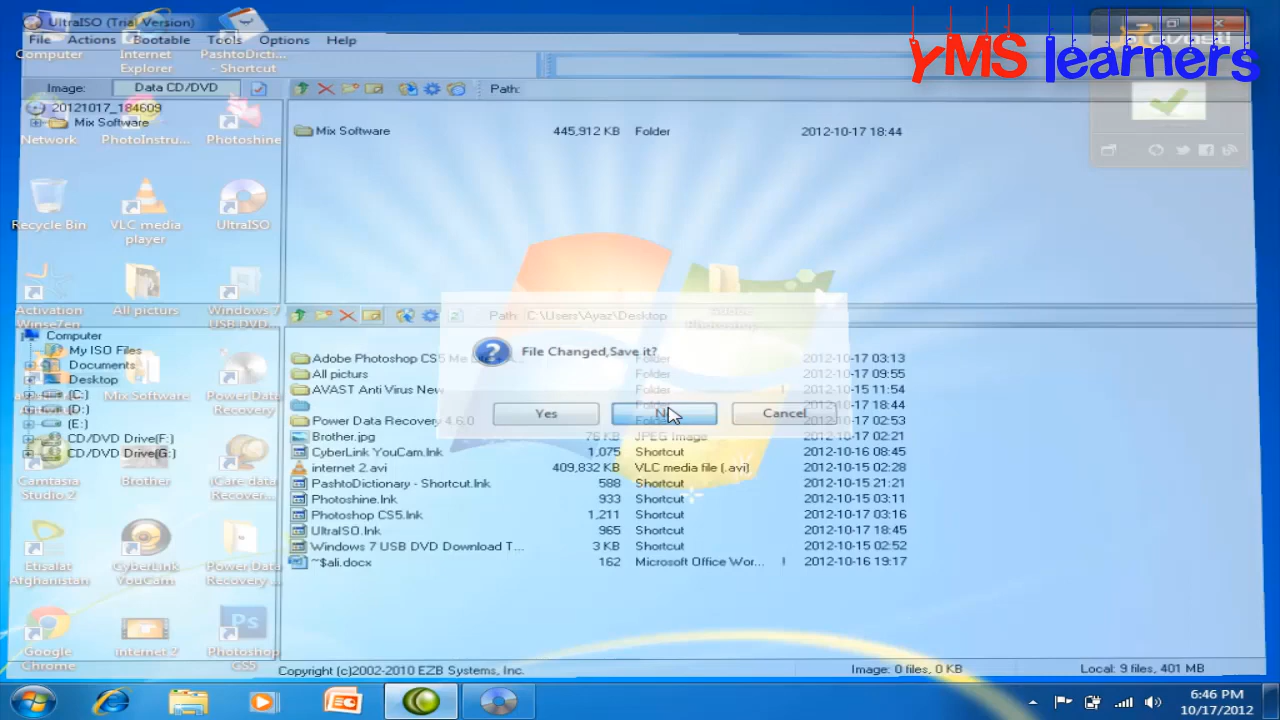 UltraISO (Trial Version)
File Actions Bootable Tools Options Help
YMS learners
avast!
Computer
Internet Explorer
PashtoDicti... - Shortcut
Image: Data CD/DVD
Path:
20121017_184609
Mix Software
Mix Software 445,912 KB Folder 2012-10-17 18:44
Network
PhotoInstru...
Photoshine
Recycle Bin
VLC media player
UltraISO
Activation
All picturs
Windows 7 USB DVD...
Path: C:\Users\Ayaz\Desktop
Computer
My ISO Files
Documents
Desktop
(C:)
(D:)
(E:)
CD/DVD Drive(F:)
CD/DVD Drive(G:)
Mix Software
Power Data Recovery
File Changed,Save it?
Yes
Cancel
Adobe Photoshop CS5 Folder 2012-10-17 03:13
All picturs Folder 2012-10-17 09:55
AVAST Anti Virus New Folder 2012-10-15 11:54
Folder 2012-10-17 18:44
Power Data Recovery 4.6.0 Folder 2012-10-17 02:53
Brother.jpg 76 KB JPEG Image 2012-10-17 02:21
CyberLink YouCam.lnk 1,075 Shortcut 2012-10-16 08:45
internet 2.avi 409,832 KB VLC media file (.avi) 2012-10-15 02:28
PashtoDictionary - Shortcut.lnk 588 Shortcut 2012-10-15 21:21
Photoshine.lnk 933 Shortcut 2012-10-15 03:11
Photoshop CS5.lnk 1,211 Shortcut 2012-10-17 03:16
UltraISO.lnk 965 Shortcut 2012-10-17 18:45
Windows 7 USB DVD Download T... 3 KB Shortcut 2012-10-15 02:52
~$ali.docx 162 Microsoft Office Wor... ! 2012-10-16 19:17
Camtasia Studio 2
Brother
iCare data Recover...
Etisalat Afghanistan
CyberLink YouCam
Power Data Recovery ...
Google Chrome
internet 2
Ps
Photoshop CS5
Copyright (c)2002-2010 EZB Systems, Inc.
Image: 0 files, 0 KB
Local: 9 files, 401 MB
6:46 PM
10/17/2012